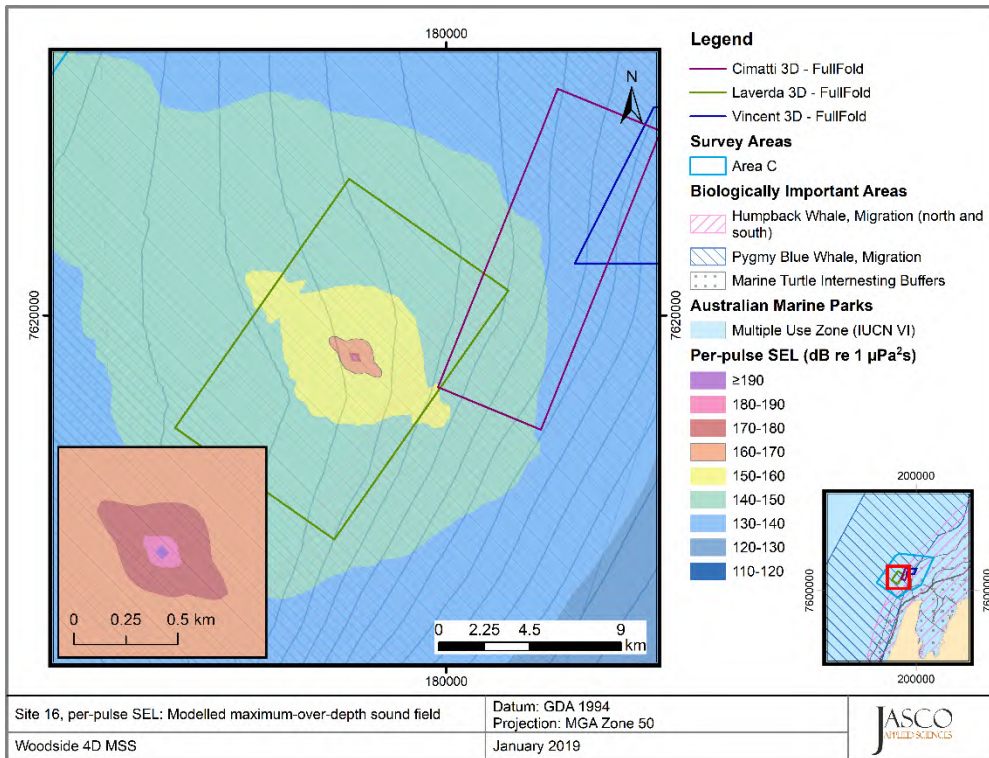 180000
7620000
7620000
N
0 0.25 0.5 km
0 2.25 4.5 9
km
180000
Legend
Cimatti 3D - FullFold
Laverda 3D - FullFold
Vincent 3D - FullFold
Survey Areas
Area C
Biologically Important Areas
Humpback Whale, Migration (north and
south)
Pygmy Blue Whale, Migration
Marine Turtle Internesting Buffers
Australian Marine Parks
Multiple Use Zone (IUCN VI)
Per-pulse SEL (dB re 1 µPa²s)
≥190
180-190
170-180
160-170
150-160
140-150
130-140
120-130
110-120
200000
7600000
7600000
200000
Site 16, per-pulse SEL: Modelled maximum-over-depth sound field
Woodside 4D MSS
Datum: GDA 1994
Projection: MGA Zone 50
January 2019
JASCO
APPLIED SCIENCES